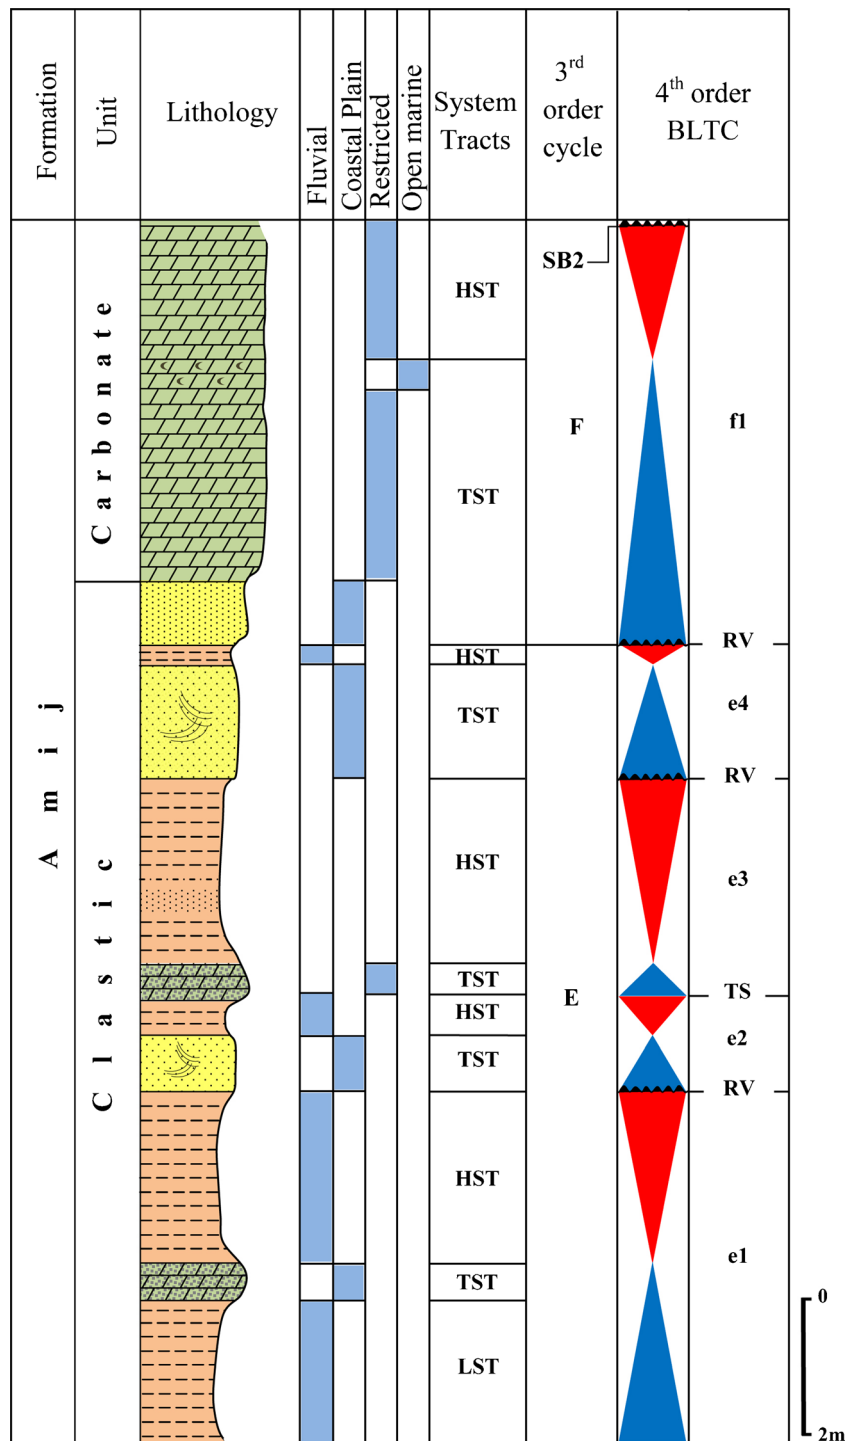 Formation
Unit
Lithology
Fluvial
Coastal Plain
Restricted
Open marine
System
Tracts
3rd
order
cycle
4th order
BLTC
Amij
Carbonate
Clastic
SB2
HST
F
f1
TST
RV
HST
TST
e4
RV
HST
e3
TST
TS
HST
E
e2
TST
RV
HST
e1
TST
0
LST
2m